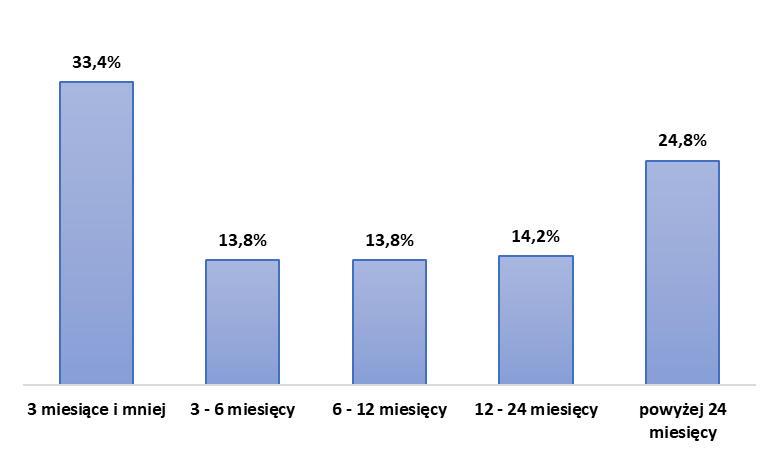 33,4%
24,8%
14,2%
13,8%
13,8%
3 miesiące i mniej
3 - 6 miesięcy
6 - 12 miesięcy
12 - 24 miesięcy
powyżej 24
miesięcy